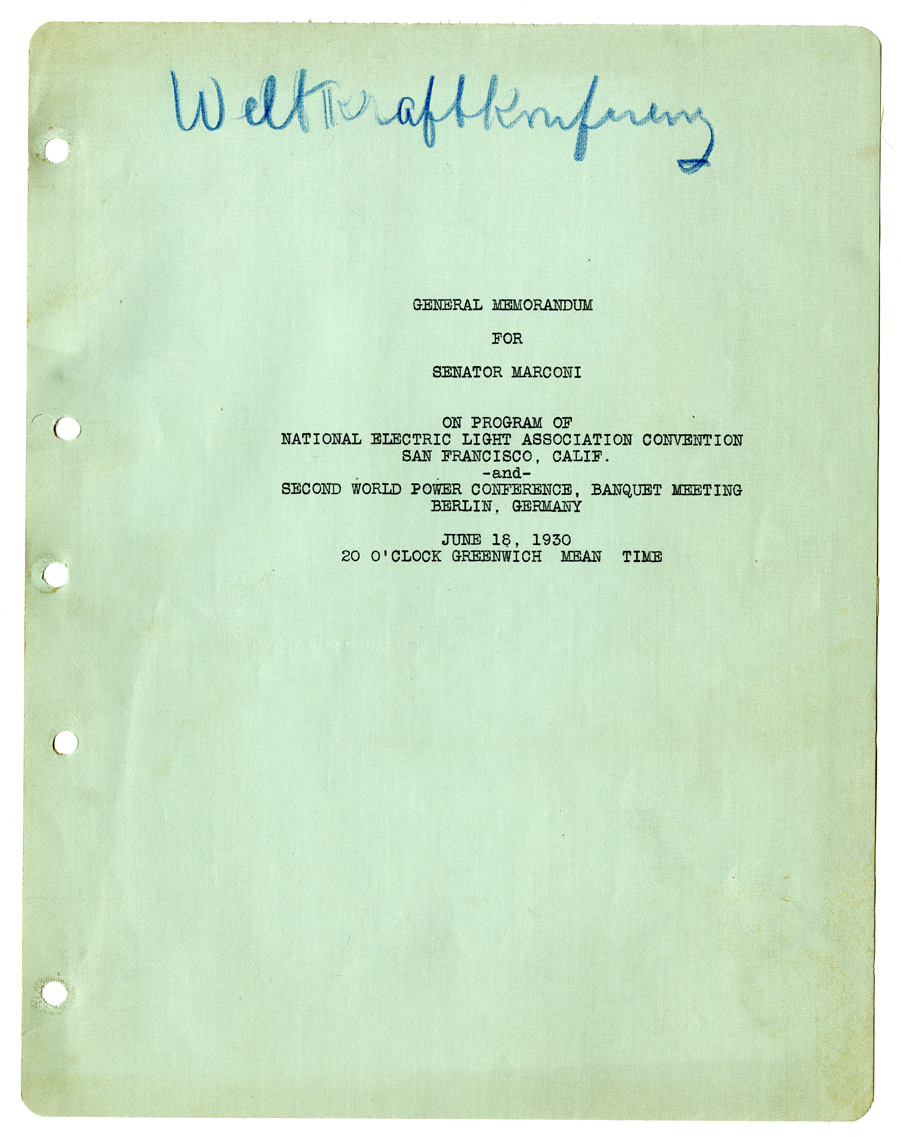 Weltkraftkonferenz
GENERAL MEMORANDUM
FOR
SENATOR MARCONI
ON PROGRAM OF
NATIONAL ELECTRIC LIGHT ASSOCIATION CONVENTION
SAN FRANCISCO, CALIF.
-and-
SECOND WORLD POWER CONFERENCE, BANQUET MEETING
BERLIN, GERMANY
JUNE 18, 1930
20 O'CLOCK GREENWICH MEAN TIME